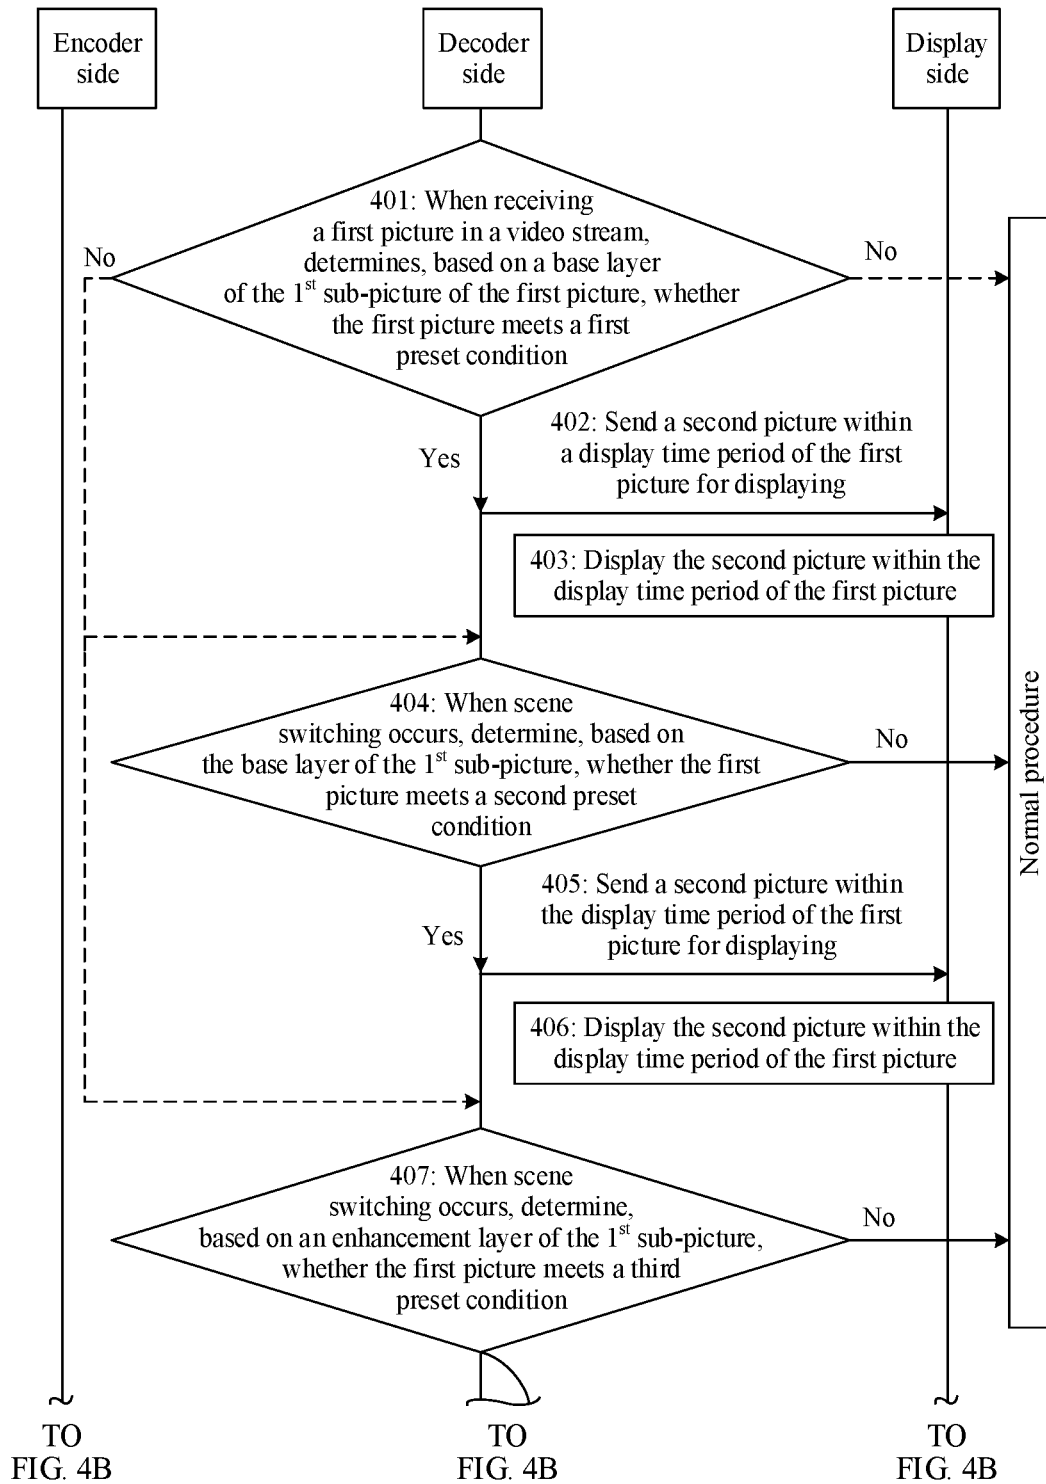 Encoder
side
Decoder
side
Display
side
401: When receiving
a first picture in a video stream,
determines, based on a base layer
of the 1st sub-picture of the first picture, whether
the first picture meets a first
preset condition
No
No
Yes
402: Send a second picture within
a display time period of the first
picture for displaying
403: Display the second picture within the
display time period of the first picture
404: When scene
switching occurs, determine, based on
the base layer of the 1st sub-picture, whether the first
picture meets a second preset
condition
No
Normal procedure
Yes
405: Send a second picture within
the display time period of the first
picture for displaying
406: Display the second picture within the
display time period of the first picture
407: When scene
switching occurs, determine,
based on an enhancement layer of the 1st sub-picture,
whether the first picture meets a third
preset condition
No
TO
FIG. 4B
TO
FIG. 4B
TO
FIG. 4B